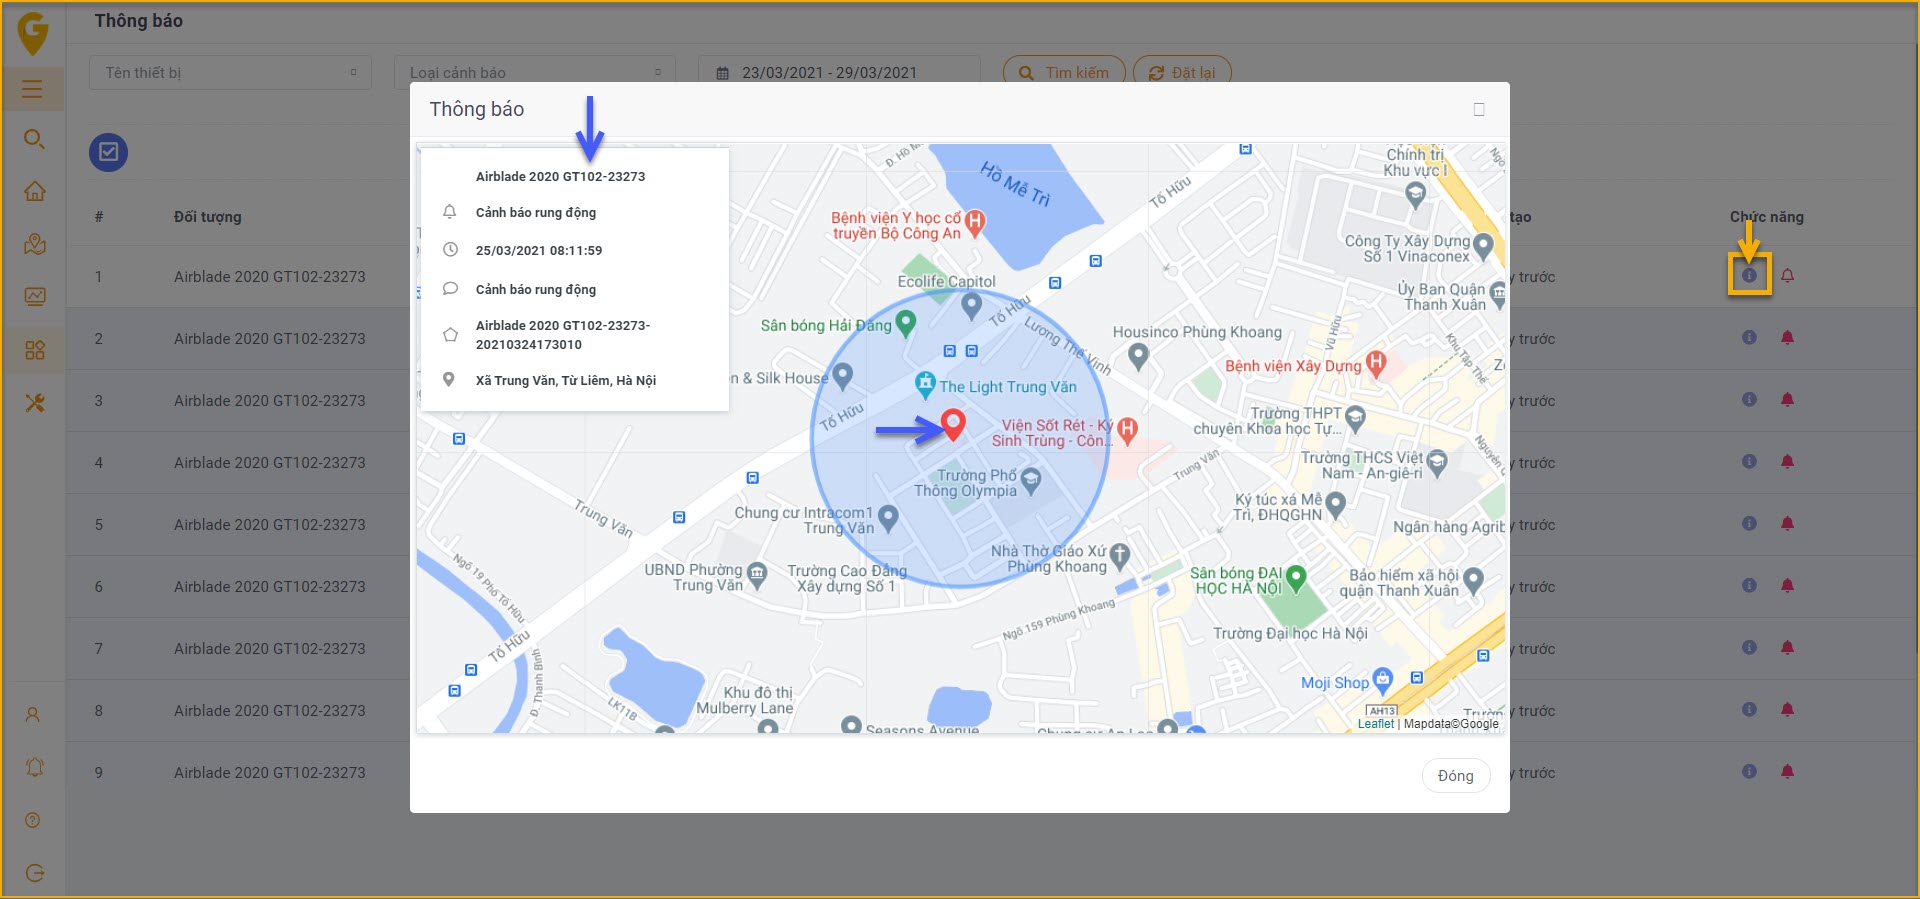 Thông báo
Tên thiết bị
Loại cảnh báo
23/03/2021 - 29/03/2021
Tìm kiếm
Đặt lại
#
Đối tượng
tạo
Chức năng
1
Airblade 2020 GT102-23273
y trước
2
Airblade 2020 GT102-23273
y trước
3
Airblade 2020 GT102-23273
y trước
4
Airblade 2020 GT102-23273
y trước
5
Airblade 2020 GT102-23273
y trước
6
Airblade 2020 GT102-23273
y trước
7
Airblade 2020 GT102-23273
y trước
8
Airblade 2020 GT102-23273
y trước
9
Airblade 2020 GT102-23273
y trước
Thông báo
Airblade 2020 GT102-23273
Cảnh báo rung động
25/03/2021 08:11:59
Cảnh báo rung động
Airblade 2020 GT102-23273-
20210324173010
Xã Trung Văn, Từ Liêm, Hà Nội
Hồ Mễ Trì
Tố Hữu
Chính trị
Khu vực I
Bệnh viện Y học cổ
truyền Bộ Công An
Công Ty Xây Dựng
Số 1 Vinaconex
Ecolife Capitol
Ủy Ban Quận
Thanh Xuân
Sân bóng Hải Đăng
Tố Hữu
Lương Thế Vinh
Housinco Phùng Khoang
Vũ Hữu
Khu Tập Thể
n & Silk House
The Light Trung Văn
Bệnh viện Xây Dựng
Tố Hữu
Viện Sốt Rét - Ký
Sinh Trùng - Côn...
Trường THPT
chuyên Khoa học Tự...
Trung Văn
Trường THCS Việt
Nam - An-giê-ri
Trường Phổ
Thông Olympia
Ký túc xá Mễ
Trì, ĐHQGHN
Trung Văn
Chung cư Intracom1
Trung Văn
Ngân hàng Agrib
Nhà Thờ Giáo Xứ
Phùng Khoang
Ngõ 19 Phố Tố Hữu
UBND Phường
Trung Văn
Trường Cao Đẳng
Xây dựng Số 1
Sân bóng ĐẠI
HỌC HÀ NỘI
Bảo hiểm xã hội
quận Thanh Xuân
Ngõ 159 Phùng Khoang
Trường Đại học Hà Nội
Tố Hữu
Đ. Thanh Bình
LK11B
Khu đô thị
Mulberry Lane
Moji Shop
AH13
Seasons Avenue
Chung cư An Lac
Leaflet | Mapdata©Google
Đóng